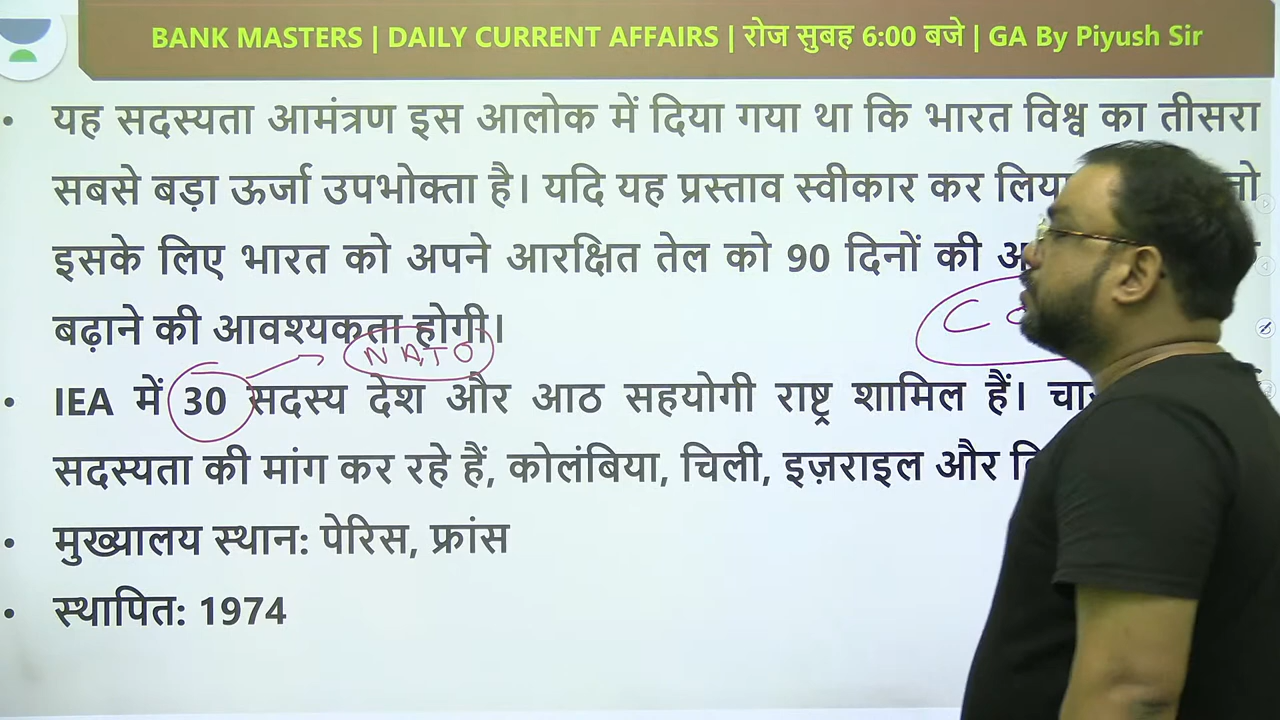 BANK MASTERS | DAILY CURRENT AFFAIRS | रोज सुबह 6:00 बजे | GA By Piyush Sir
• यह सदस्यता आमंत्रण इस आलोक में दिया गया था कि भारत विश्व का तीसरा
सबसे बड़ा ऊर्जा उपभोक्ता है। यदि यह प्रस्ताव स्वीकार कर लिया
इसके लिए भारत को अपने आरक्षित तेल को 90 दिनों की
बढ़ाने की आवश्यकता होगी।
NATO
• IEA में 30 सदस्य देश और आठ सहयोगी राष्ट्र शामिल हैं।
सदस्यता की मांग कर रहे हैं, कोलंबिया, चिली, इज़राइल और
• मुख्यालय स्थान: पेरिस, फ्रांस
• स्थापित: 1974